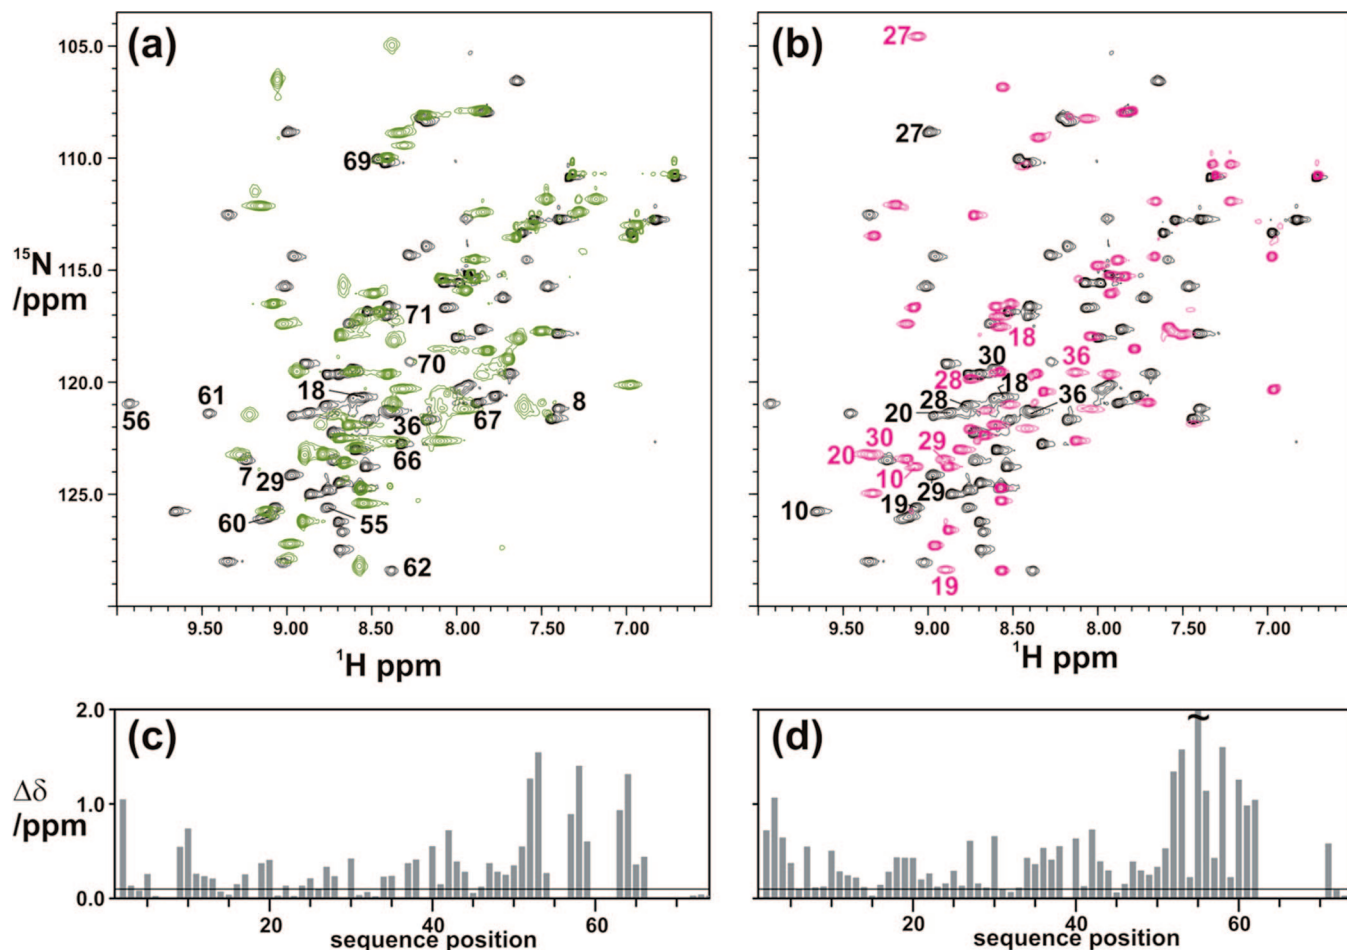 (a)
105.0
110.0
115.0
120.0
125.0
15N
/ppm
69
71
70
61
18
56
36
67
8
66
7
29
60
55
62
9.50 9.00 8.50 8.00 7.50 7.00
1H ppm
(b)
27
27
18
30
36
28
18
28
36
20
30
29
20
10
29
19
10
19
9.50 9.00 8.50 8.00 7.50 7.00
1H ppm
(c)
2.0
1.0
0.0
Δδ
/ppm
20 40 60
sequence position
(d)
~
20 40 60
sequence position